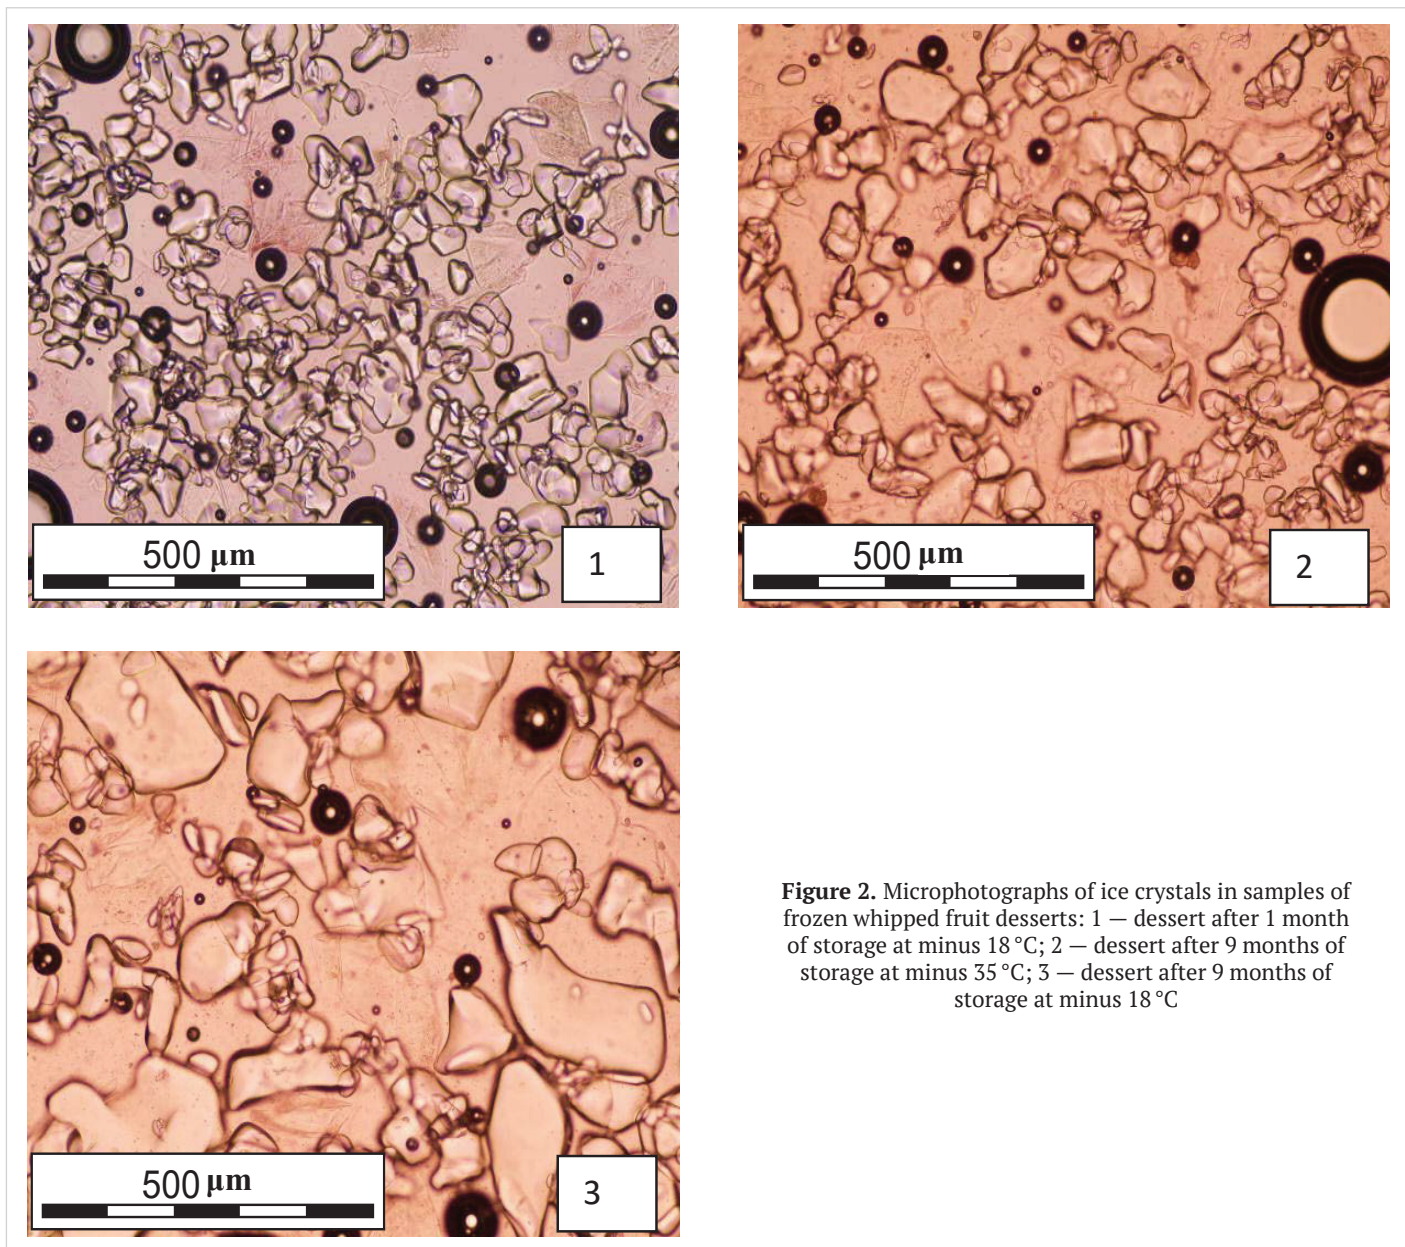 500 µm
1
500 µm
2
500 µm
3
Figure 2. Microphotographs of ice crystals in samples of
frozen whipped fruit desserts: 1 — dessert after 1 month
of storage at minus 18 °C; 2 — dessert after 9 months of
storage at minus 35 °C; 3 — dessert after 9 months of
storage at minus 18 °C